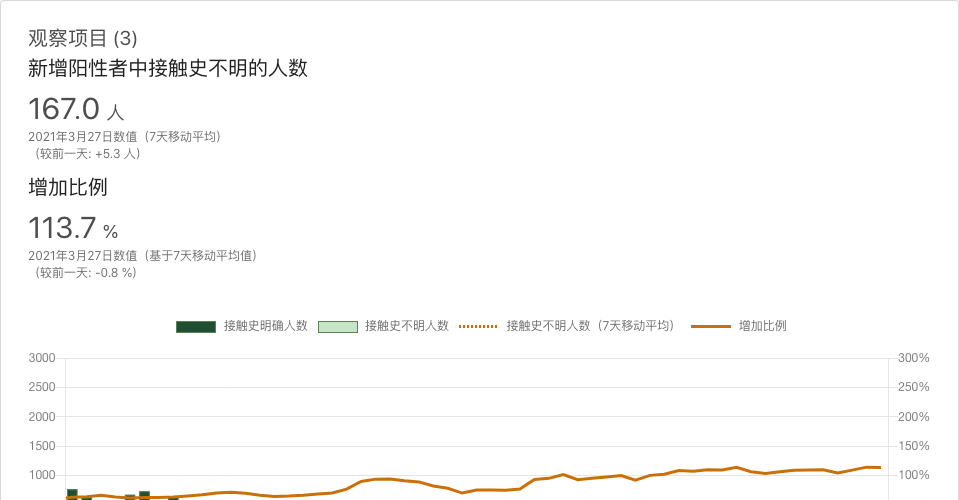 观察项目 (3)
新增阳性者中接触史不明的人数
167.0 人
2021年3月27日数值（7天移动平均）
（较前一天: +5.3 人）
增加比例
113.7 %
2021年3月27日数值（基于7天移动平均值）
（较前一天: -0.8 %）
接触史明确人数 接触史不明人数 接触史不明人数（7天移动平均） 增加比例
3000 300%
2500 250%
2000 200%
1500 150%
1000 100%